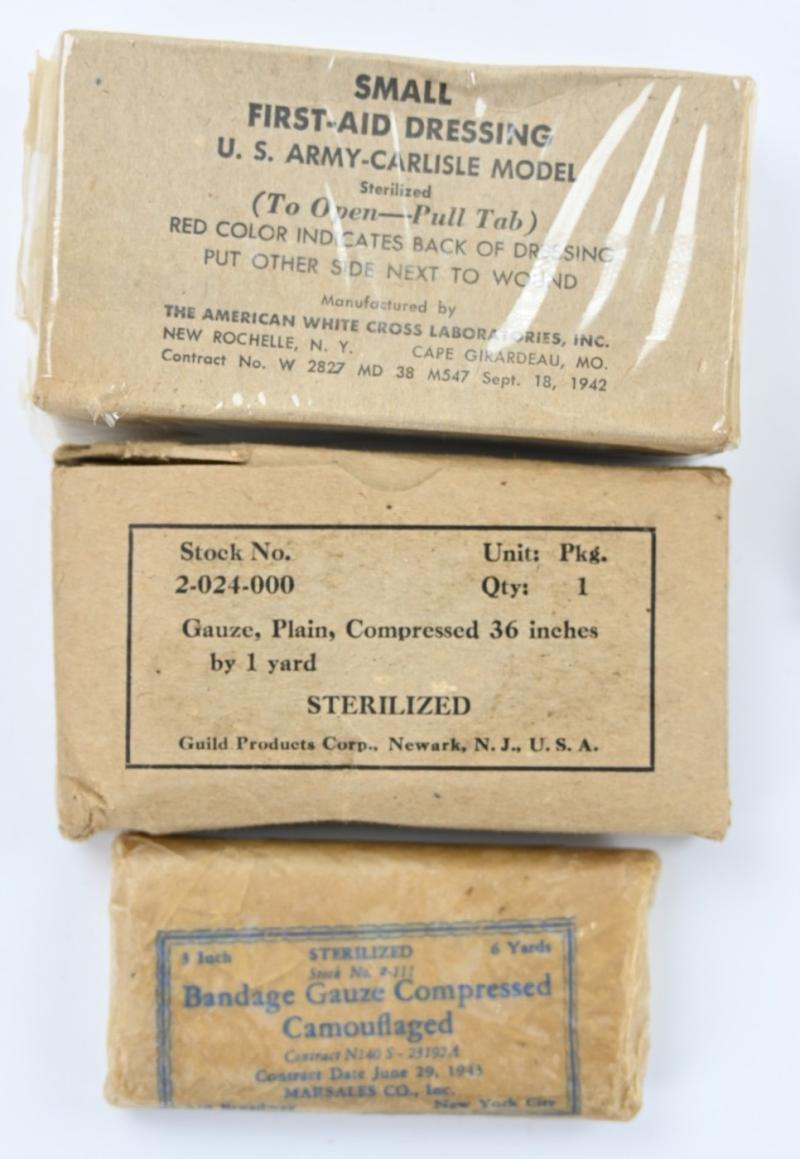 SMALL
FIRST-AID DRESSING
U. S. ARMY-CARLISLE MODEL
Sterilized
(To Open—Pull Tab)
RED COLOR INDICATES BACK OF DRESSING
PUT OTHER SIDE NEXT TO WOUND
Manufactured by
THE AMERICAN WHITE CROSS LABORATORIES, INC.
NEW ROCHELLE, N. Y. CAPE GIRARDEAU, MO.
Contract No. W 2827 MD 38 M547 Sept. 18, 1942
Stock No. Unit: Pkg.
2-024-000 Qty: 1
Gauze, Plain, Compressed 36 inches
by 1 yard
STERILIZED
Guild Products Corp., Newark, N. J., U. S. A.
3 Inch STERILIZED 6 Yards
Stock No.
Bandage Gauze Compressed
Camouflaged
Contract
Contract Date June 29, 1943
MARSALES CO., Inc.
Broadway New York City